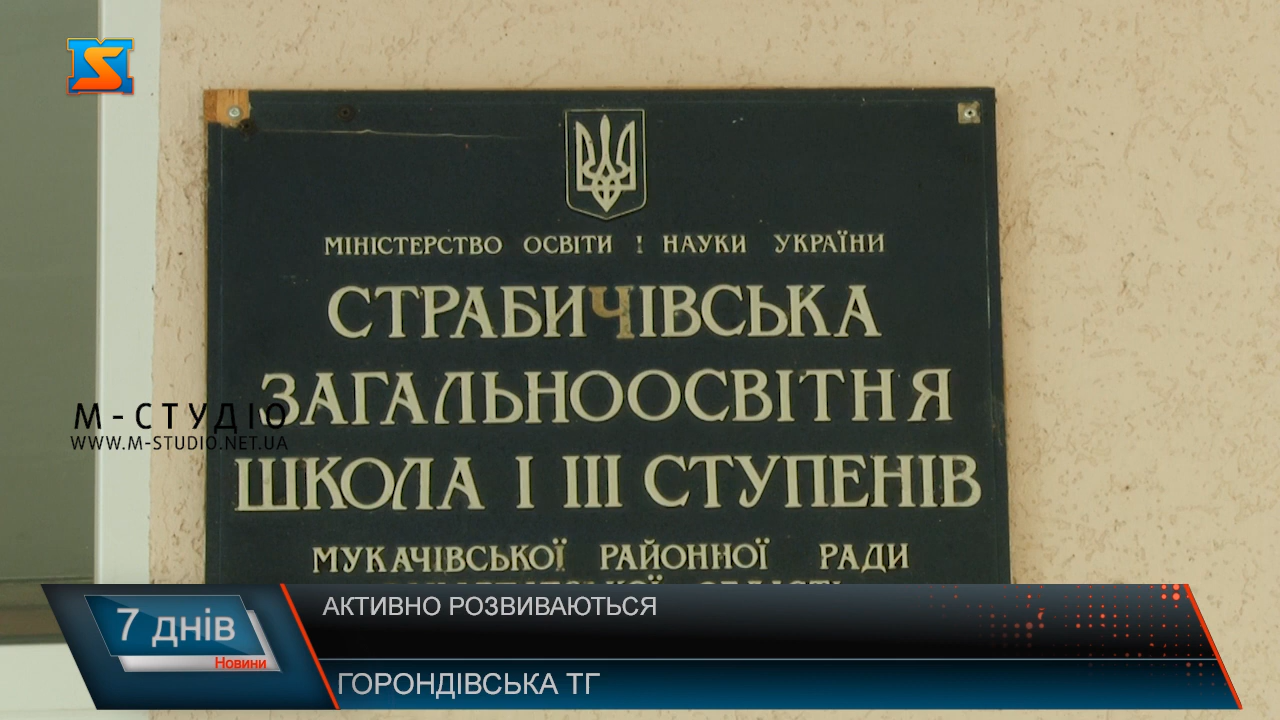 МІНІСТЕРСТВО ОСВІТИ І НАУКИ УКРАЇНИ
СТРАБИЧІВСЬКА
ЗАГАЛЬНООСВІТНЯ
ШКОЛА І ІІІ СТУПЕНІВ
МУКАЧІВСЬКОЇ РАЙОННОЇ РАДИ
М-СТУДІО
WWW.M-STUDIO.NET.UA
7 днів
Новини
АКТИВНО РОЗВИВАЮТЬСЯ
ГОРОНДІВСЬКА ТГ